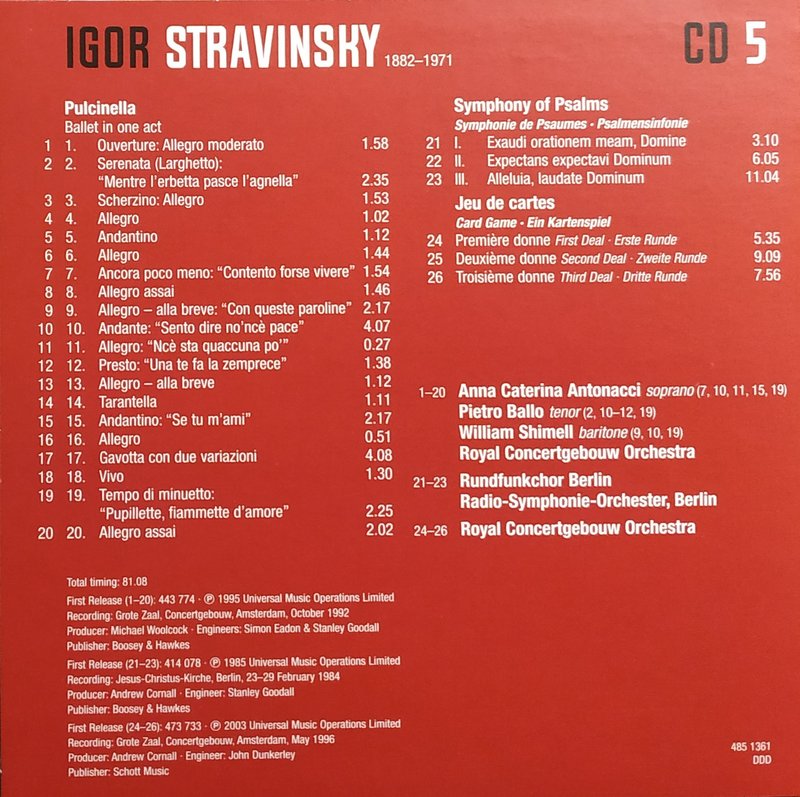 IGOR STRAVINSKY 1882–1971
CD 5
Pulcinella
Ballet in one act
1 1. Ouverture: Allegro moderato 1.58
2 2. Serenata (Larghetto):
“Mentre l’erbetta pasce l’agnella” 2.35
3 3. Scherzino: Allegro 1.53
4 4. Allegro 1.02
5 5. Andantino 1.12
6 6. Allegro 1.44
7 7. Ancora poco meno: “Contento forse vivere” 1.54
8 8. Allegro assai 1.46
9 9. Allegro – alla breve: “Con queste paroline” 2.17
10 10. Andante: “Sento dire no’ncè pace” 4.07
11 11. Allegro: “Ncè sta quaccuna po’” 0.27
12 12. Presto: “Una te fa la zemprece” 1.38
13 13. Allegro – alla breve 1.12
14 14. Tarantella 1.11
15 15. Andantino: “Se tu m’ami” 2.17
16 16. Allegro 0.51
17 17. Gavotta con due variazioni 4.08
18 18. Vivo 1.30
19 19. Tempo di minuetto:
“Pupillette, fiammette d’amore” 2.25
20 20. Allegro assai 2.02
Symphony of Psalms
Symphonie de Psaumes · Psalmensinfonie
21 I. Exaudi orationem meam, Domine 3.10
22 II. Expectans expectavi Dominum 6.05
23 III. Alleluia, laudate Dominum 11.04
Jeu de cartes
Card Game · Ein Kartenspiel
24 Première donne First Deal · Erste Runde 5.35
25 Deuxième donne Second Deal · Zweite Runde 9.09
26 Troisième donne Third Deal · Dritte Runde 7.56
1–20 Anna Caterina Antonacci soprano (7, 10, 11, 15, 19)
Pietro Ballo tenor (2, 10–12, 19)
William Shimell baritone (9, 10, 19)
Royal Concertgebouw Orchestra
21–23 Rundfunkchor Berlin
Radio-Symphonie-Orchester, Berlin
24–26 Royal Concertgebouw Orchestra
Total timing: 81.08
First Release (1–20): 443 774 · ℗ 1995 Universal Music Operations Limited
Recording: Grote Zaal, Concertgebouw, Amsterdam, October 1992
Producer: Michael Woolcock · Engineers: Simon Eadon & Stanley Goodall
Publisher: Boosey & Hawkes
First Release (21–23): 414 078 · ℗ 1985 Universal Music Operations Limited
Recording: Jesus-Christus-Kirche, Berlin, 23–29 February 1984
Producer: Andrew Cornall · Engineer: Stanley Goodall
Publisher: Boosey & Hawkes
First Release (24–26): 473 733 · ℗ 2003 Universal Music Operations Limited
Recording: Grote Zaal, Concertgebouw, Amsterdam, May 1996
Producer: Andrew Cornall · Engineer: John Dunkerley
Publisher: Schott Music
485 1361
DDD